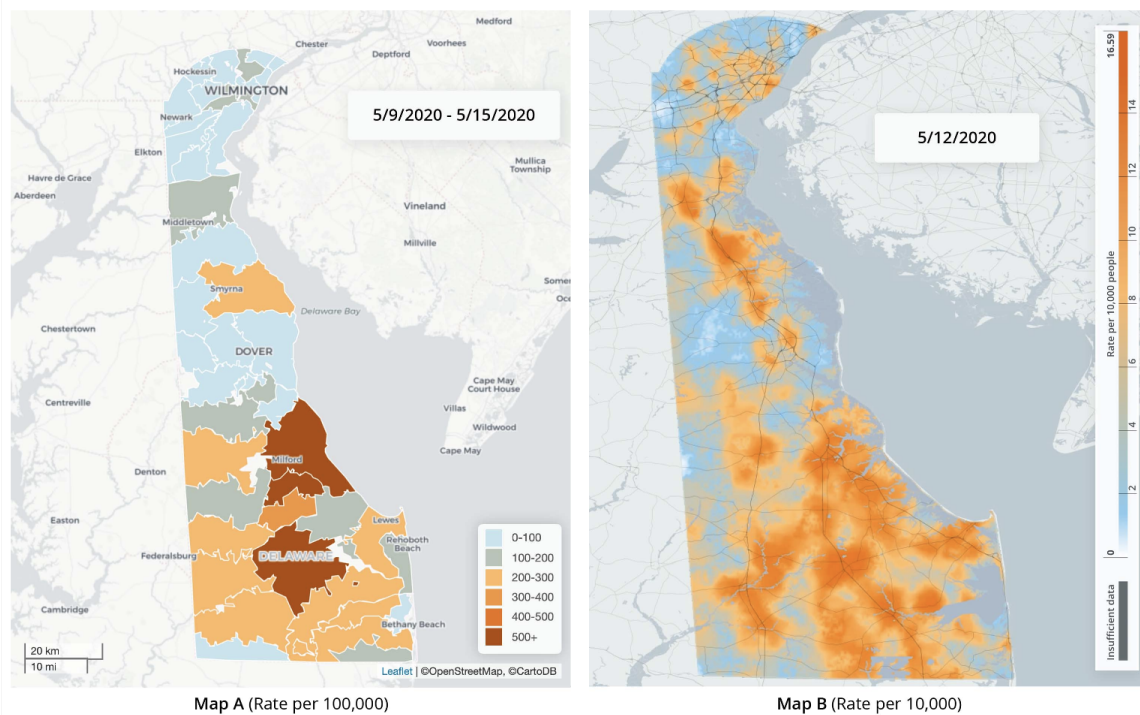 Medford
Voorhees
Chester
Deptford
Hockessin
WILMINGTON
5/9/2020 - 5/15/2020
Newark
Elkton
Mullica
Township
Havre de Grace
Aberdeen
Vineland
Middletown
Millville
Somer
Oce
Smyrna
Delaware Bay
Chestertown
DOVER
Cape May
Court House
Centreville
Villas
Wildwood
Cape May
Milford
Denton
Easton
Lewes
Rehoboth
Beach
Federalsburg
DELAWARE
Cambridge
Bethany Beach
0-100
100-200
200-300
300-400
400-500
500+
20 km
10 mi
Leaflet | ©OpenStreetMap, ©CartoDB
Map A (Rate per 100,000)
5/12/2020
16.59
14
12
10
8
6
4
2
0
Rate per 10,000 people
Insufficient data
Map B (Rate per 10,000)